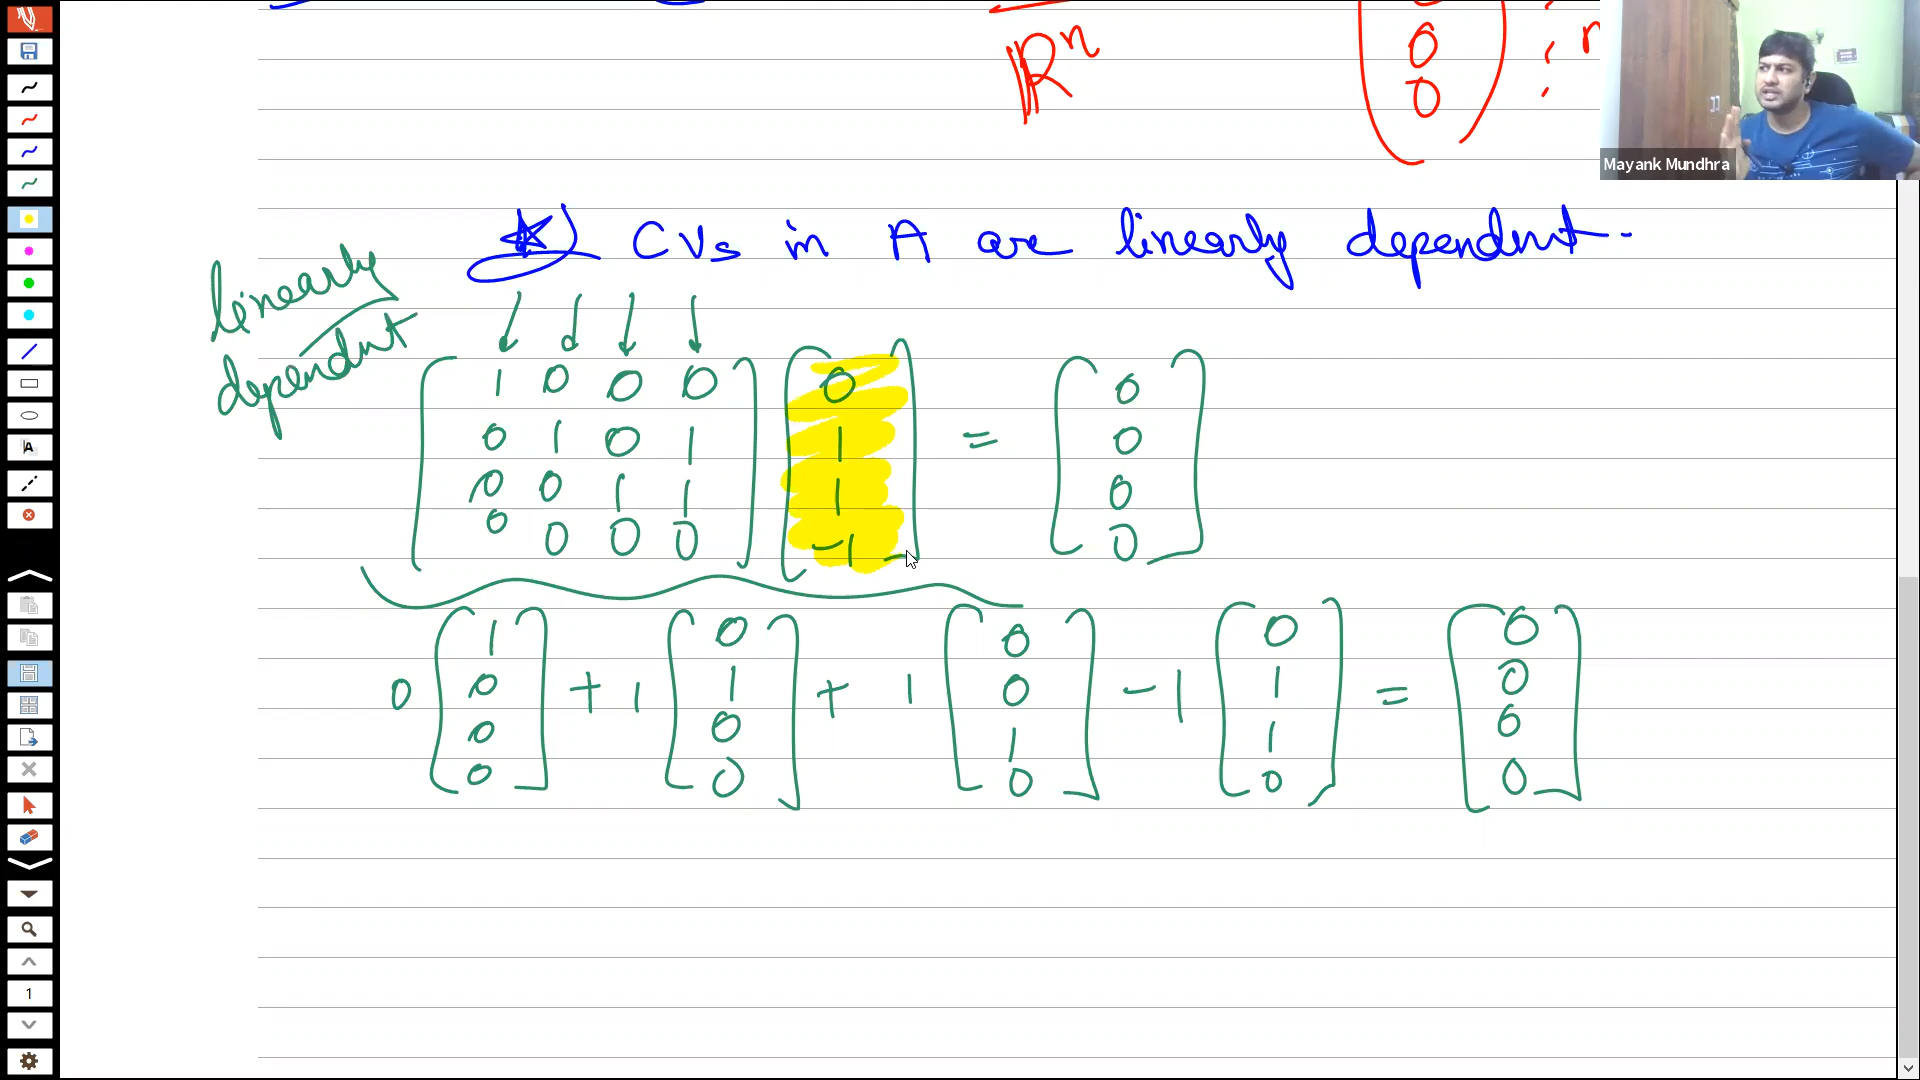 ℝⁿ
0
0
n
Mayank Mundhra
CVs in A are linearly dependent.
linearly
dependent
1 0 0 0 0 0
0 1 0 1 1 = 0
0 0 1 1 1 0
0 0 0 0 -1 0
1 0 0 0 0
0 0 + 1 1 + 1 0 - 1 1 = 0
0 0 1 1 0
0 0 0 0 0
A
1